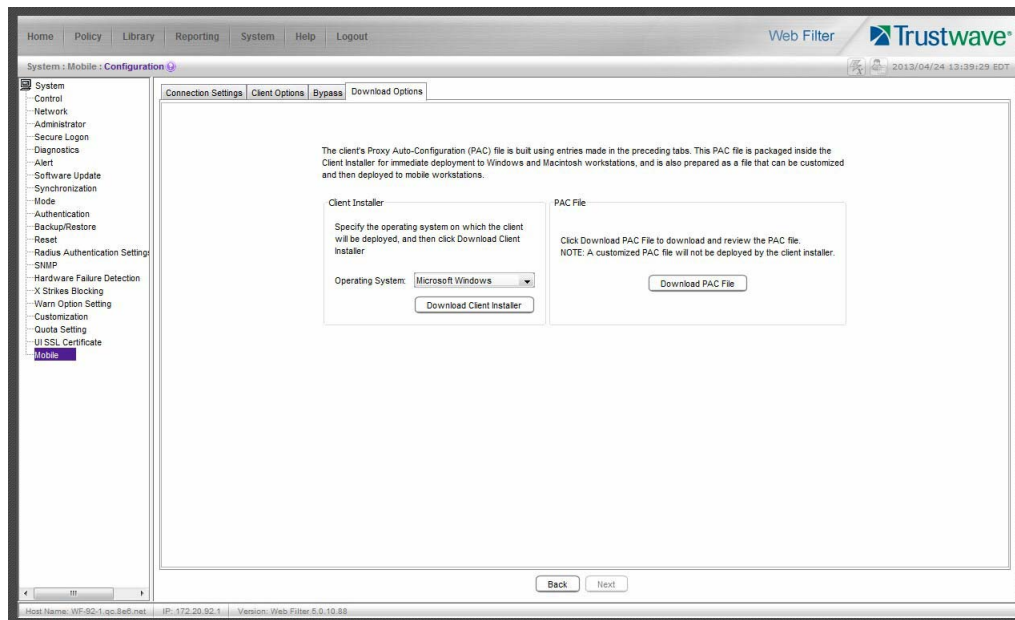 Home Policy Library Reporting System Help Logout
Web Filter
Trustwave
System : Mobile : Configuration
2013/04/24 13:39:29 EDT
System
Control
Network
Administrator
Secure Logon
Diagnostics
Alert
Software Update
Synchronization
Mode
Authentication
Backup/Restore
Reset
Radius Authentication Settings
SNMP
Hardware Failure Detection
X Strikes Blocking
Warn Option Setting
Customization
Quota Setting
UI SSL Certificate
Mobile
Connection Settings Client Options Bypass Download Options
The client's Proxy Auto-Configuration (PAC) file is built using entries made in the preceding tabs. This PAC file is packaged inside the
Client Installer for immediate deployment to Windows and Macintosh workstations, and is also prepared as a file that can be customized
and then deployed to mobile workstations.
Client Installer
Specify the operating system on which the client
will be deployed, and then click Download Client
Installer
Operating System: Microsoft Windows
Download Client Installer
PAC File
Click Download PAC File to download and review the PAC file.
NOTE: A customized PAC file will not be deployed by the client installer.
Download PAC File
Back Next
Host Name: WF-92-1.qc.8e6.net IP: 172.20.92.1 Version: Web Filter 5.0.10.88